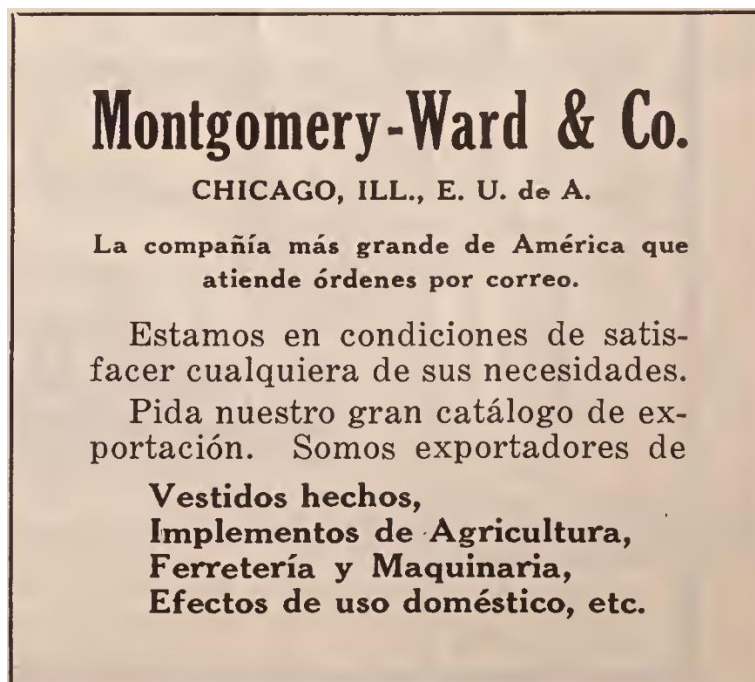 Montgomery-Ward & Co.
CHICAGO, ILL., E. U. de A.
La compañía más grande de América que
atiende órdenes por correo.
Estamos en condiciones de satis-
facer cualquiera de sus necesidades.
Pida nuestro gran catálogo de ex-
portación. Somos exportadores de
Vestidos hechos,
Implementos de Agricultura,
Ferretería y Maquinaria,
Efectos de uso doméstico, etc.